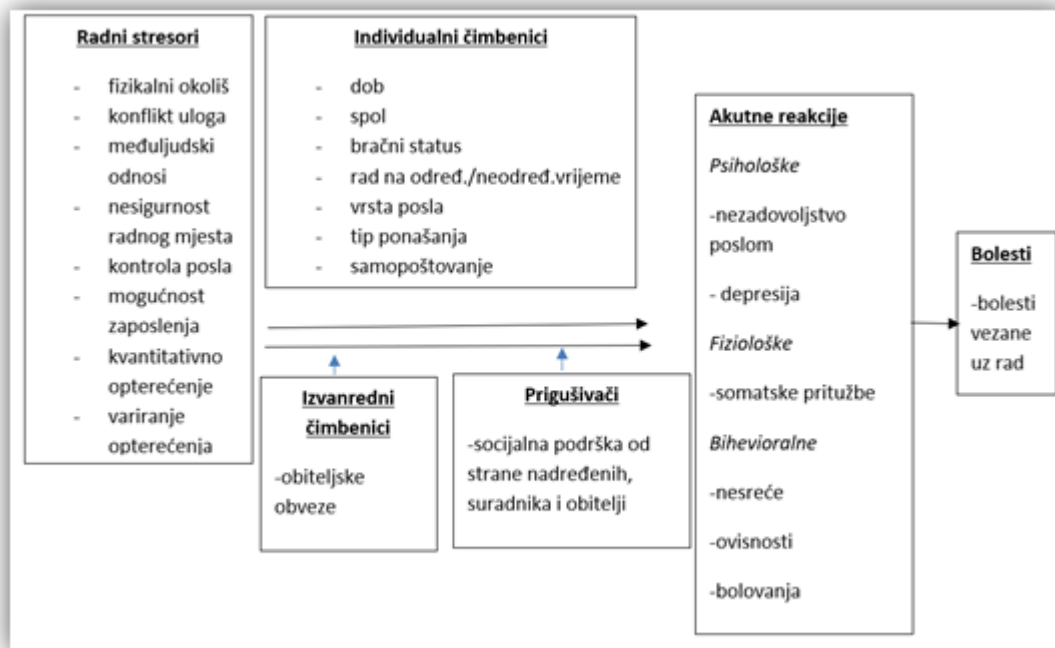 Radni stresori
- fizikalni okoliš
- konflikt uloga
- međuljudski
odnosi
- nesigurnost
radnog mjesta
- kontrola posla
- mogućnost
zaposlenja
- kvantitativno
opterećenje
- variranje
opterećenja
Individualni čimbenici
- dob
- spol
- bračni status
- rad na određ./neodređ.vrijeme
- vrsta posla
- tip ponašanja
- samopoštovanje
Izvanredni
čimbenici
-obiteljske
obveze
Prigušivači
-socijalna podrška od
strane nadređenih,
suradnika i obitelji
Akutne reakcije
Psihološke
-nezadovoljstvo
poslom
- depresija
Fiziološke
-somatske pritužbe
Bihevioralne
-nesreće
-ovisnosti
-bolovanja
Bolesti
-bolesti
vezane
uz rad